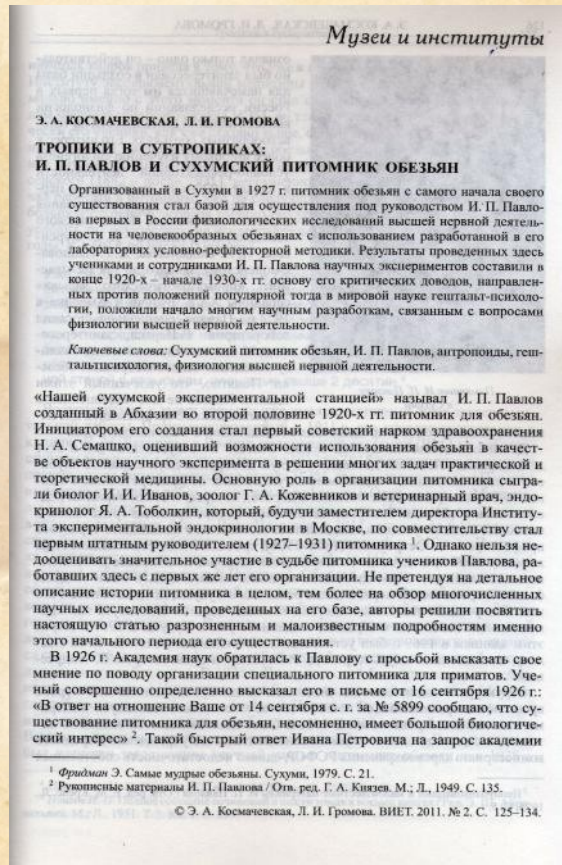 Музеи и институты
Э. А. КОСМАЧЕВСКАЯ, Л. И. ГРОМОВА
ТРОПИКИ В СУБТРОПИКАХ:
И. П. ПАВЛОВ И СУХУМСКИЙ ПИТОМНИК ОБЕЗЬЯН
Организованный в Сухуми в 1927 г. питомник обезьян с самого начала своего
существования стал базой для осуществления под руководством И. П. Павло-
ва первых в России физиологических исследований высшей нервной деятель-
ности на человекообразных обезьянах с использованием разработанной в его
лабораториях условно-рефлекторной методики. Результаты проведенных здесь
учениками и сотрудниками И. П. Павлова научных экспериментов составили в
конце 1920-х – начале 1930-х гг. основу его критических доводов, направлен-
ных против положений популярной тогда в мировой науке гештальт-психоло-
гии, положили начало многим научным разработкам, связанным с вопросами
физиологии высшей нервной деятельности.
Ключевые слова: Сухумский питомник обезьян, И. П. Павлов, антропоиды, геш-
тальтпсихология, физиология высшей нервной деятельности.
«Нашей сухумской экспериментальной станцией» называл И. П. Павлов
созданный в Абхазии во второй половине 1920-х гг. питомник для обезьян.
Инициатором его создания стал первый советский нарком здравоохранения
Н. А. Семашко, оценивший возможности использования обезьян в качест-
ве объектов научного эксперимента в решении многих задач практической и
теоретической медицины. Основную роль в организации питомника сыгра-
ли биолог И. И. Иванов, зоолог Г. А. Кожевников и ветеринарный врач, эндо-
кринолог Я. А. Тоболкин, который, будучи заместителем директора Институ-
та экспериментальной эндокринологии в Москве, по совместительству стал
первым штатным руководителем (1927–1931) питомника ¹. Однако нельзя не-
дооценивать значительное участие в судьбе питомника учеников Павлова, ра-
ботавших здесь с первых же лет его организации. Не претендуя на детальное
описание истории питомника в целом, тем более на обзор многочисленных
научных исследований, проведенных на его базе, авторы решили посвятить
настоящую статью разрозненным и малоизвестным подробностям именно
этого начального периода его существования.
В 1926 г. Академия наук обратилась к Павлову с просьбой высказать свое
мнение по поводу организации специального питомника для приматов. Уче-
ный совершенно определенно высказал его в письме от 16 сентября 1926 г.:
«В ответ на отношение Ваше от 14 сентября с. г. за № 5899 сообщаю, что су-
ществование питомника для обезьян, несомненно, имеет большой биологиче-
ский интерес» ². Такой быстрый ответ Ивана Петровича на запрос академии
¹ Фридман Э. Самые мудрые обезьяны. Сухуми, 1979. С. 21.
² Рукописные материалы И. П. Павлова / Отв. ред. Г. А. Князев. М.; Л., 1949. С. 135.
© Э. А. Космачевская, Л. И. Громова. ВИЕТ. 2011. № 2. С. 125–134.